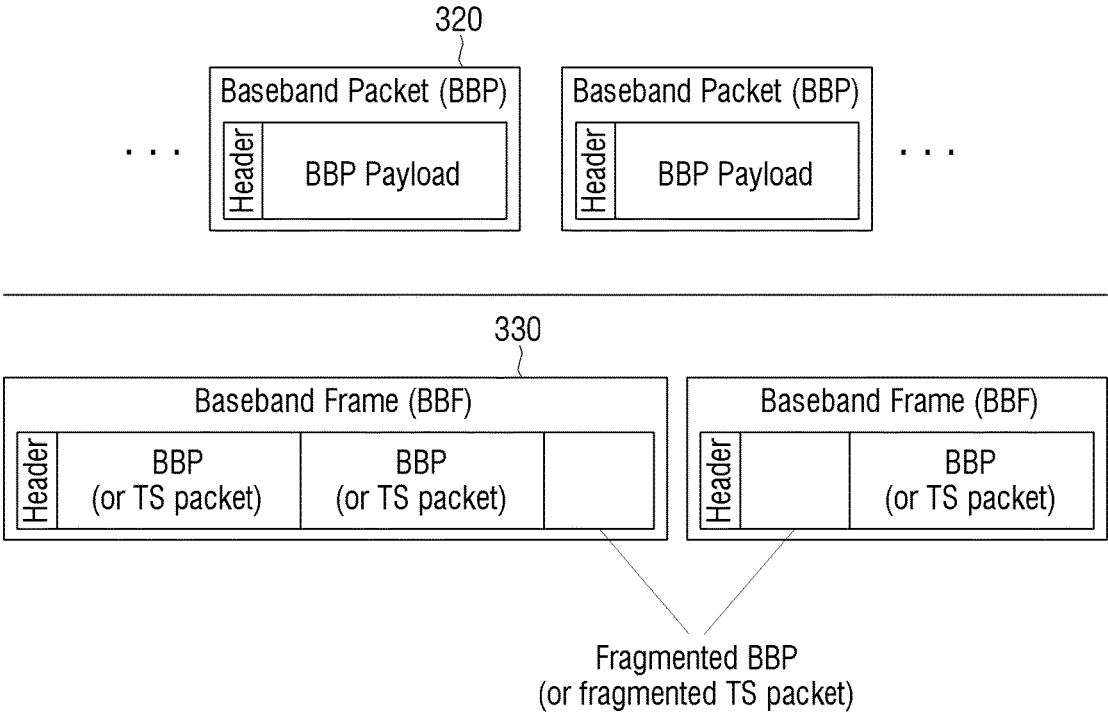 320
Baseband Packet (BBP)
Baseband Packet (BBP)
. . .
Header
BBP Payload
Header
BBP Payload
. . .
330
Baseband Frame (BBF)
Baseband Frame (BBF)
Header
BBP
(or TS packet)
BBP
(or TS packet)
Header
BBP
(or TS packet)
Fragmented BBP
(or fragmented TS packet)